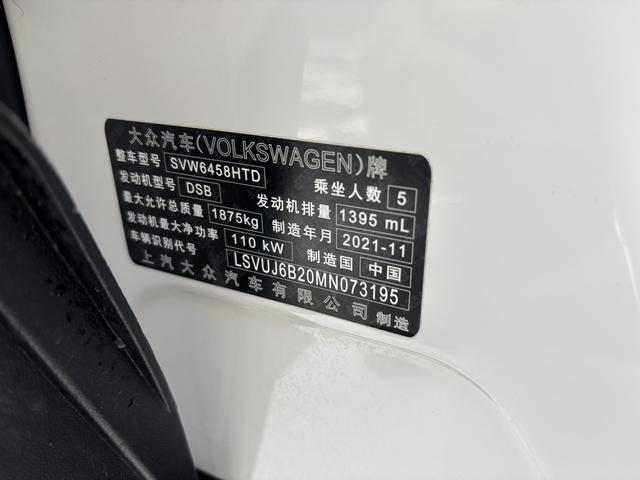 大众汽车(VOLKSWAGEN)牌
整车型号 SVW6458HTD
发动机型号 DSB 乘坐人数 5
最大允许总质量 1875kg 发动机排量 1395 mL
发动机最大净功率 110 kW 制造年月 2021-11
车辆识别代号 LSVUJ6B20MN073195 制造国 中国
上汽大众汽车有限公司 制造